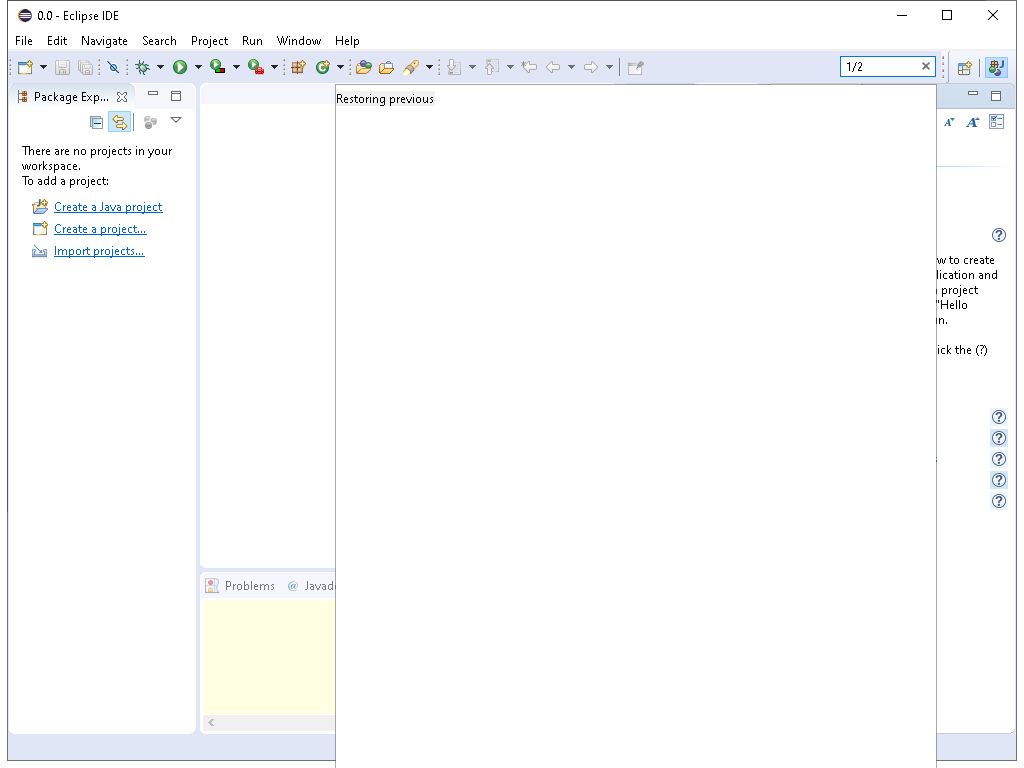 0.0 - Eclipse IDE
File Edit Navigate Search Project Run Window Help
1/2
Package Exp...
Restoring previous
There are no projects in your
workspace.
To add a project:
Create a Java project
Create a project...
Import projects...
w to create
lication and
project
"Hello
un.
ick the (?)
Problems @ Javad